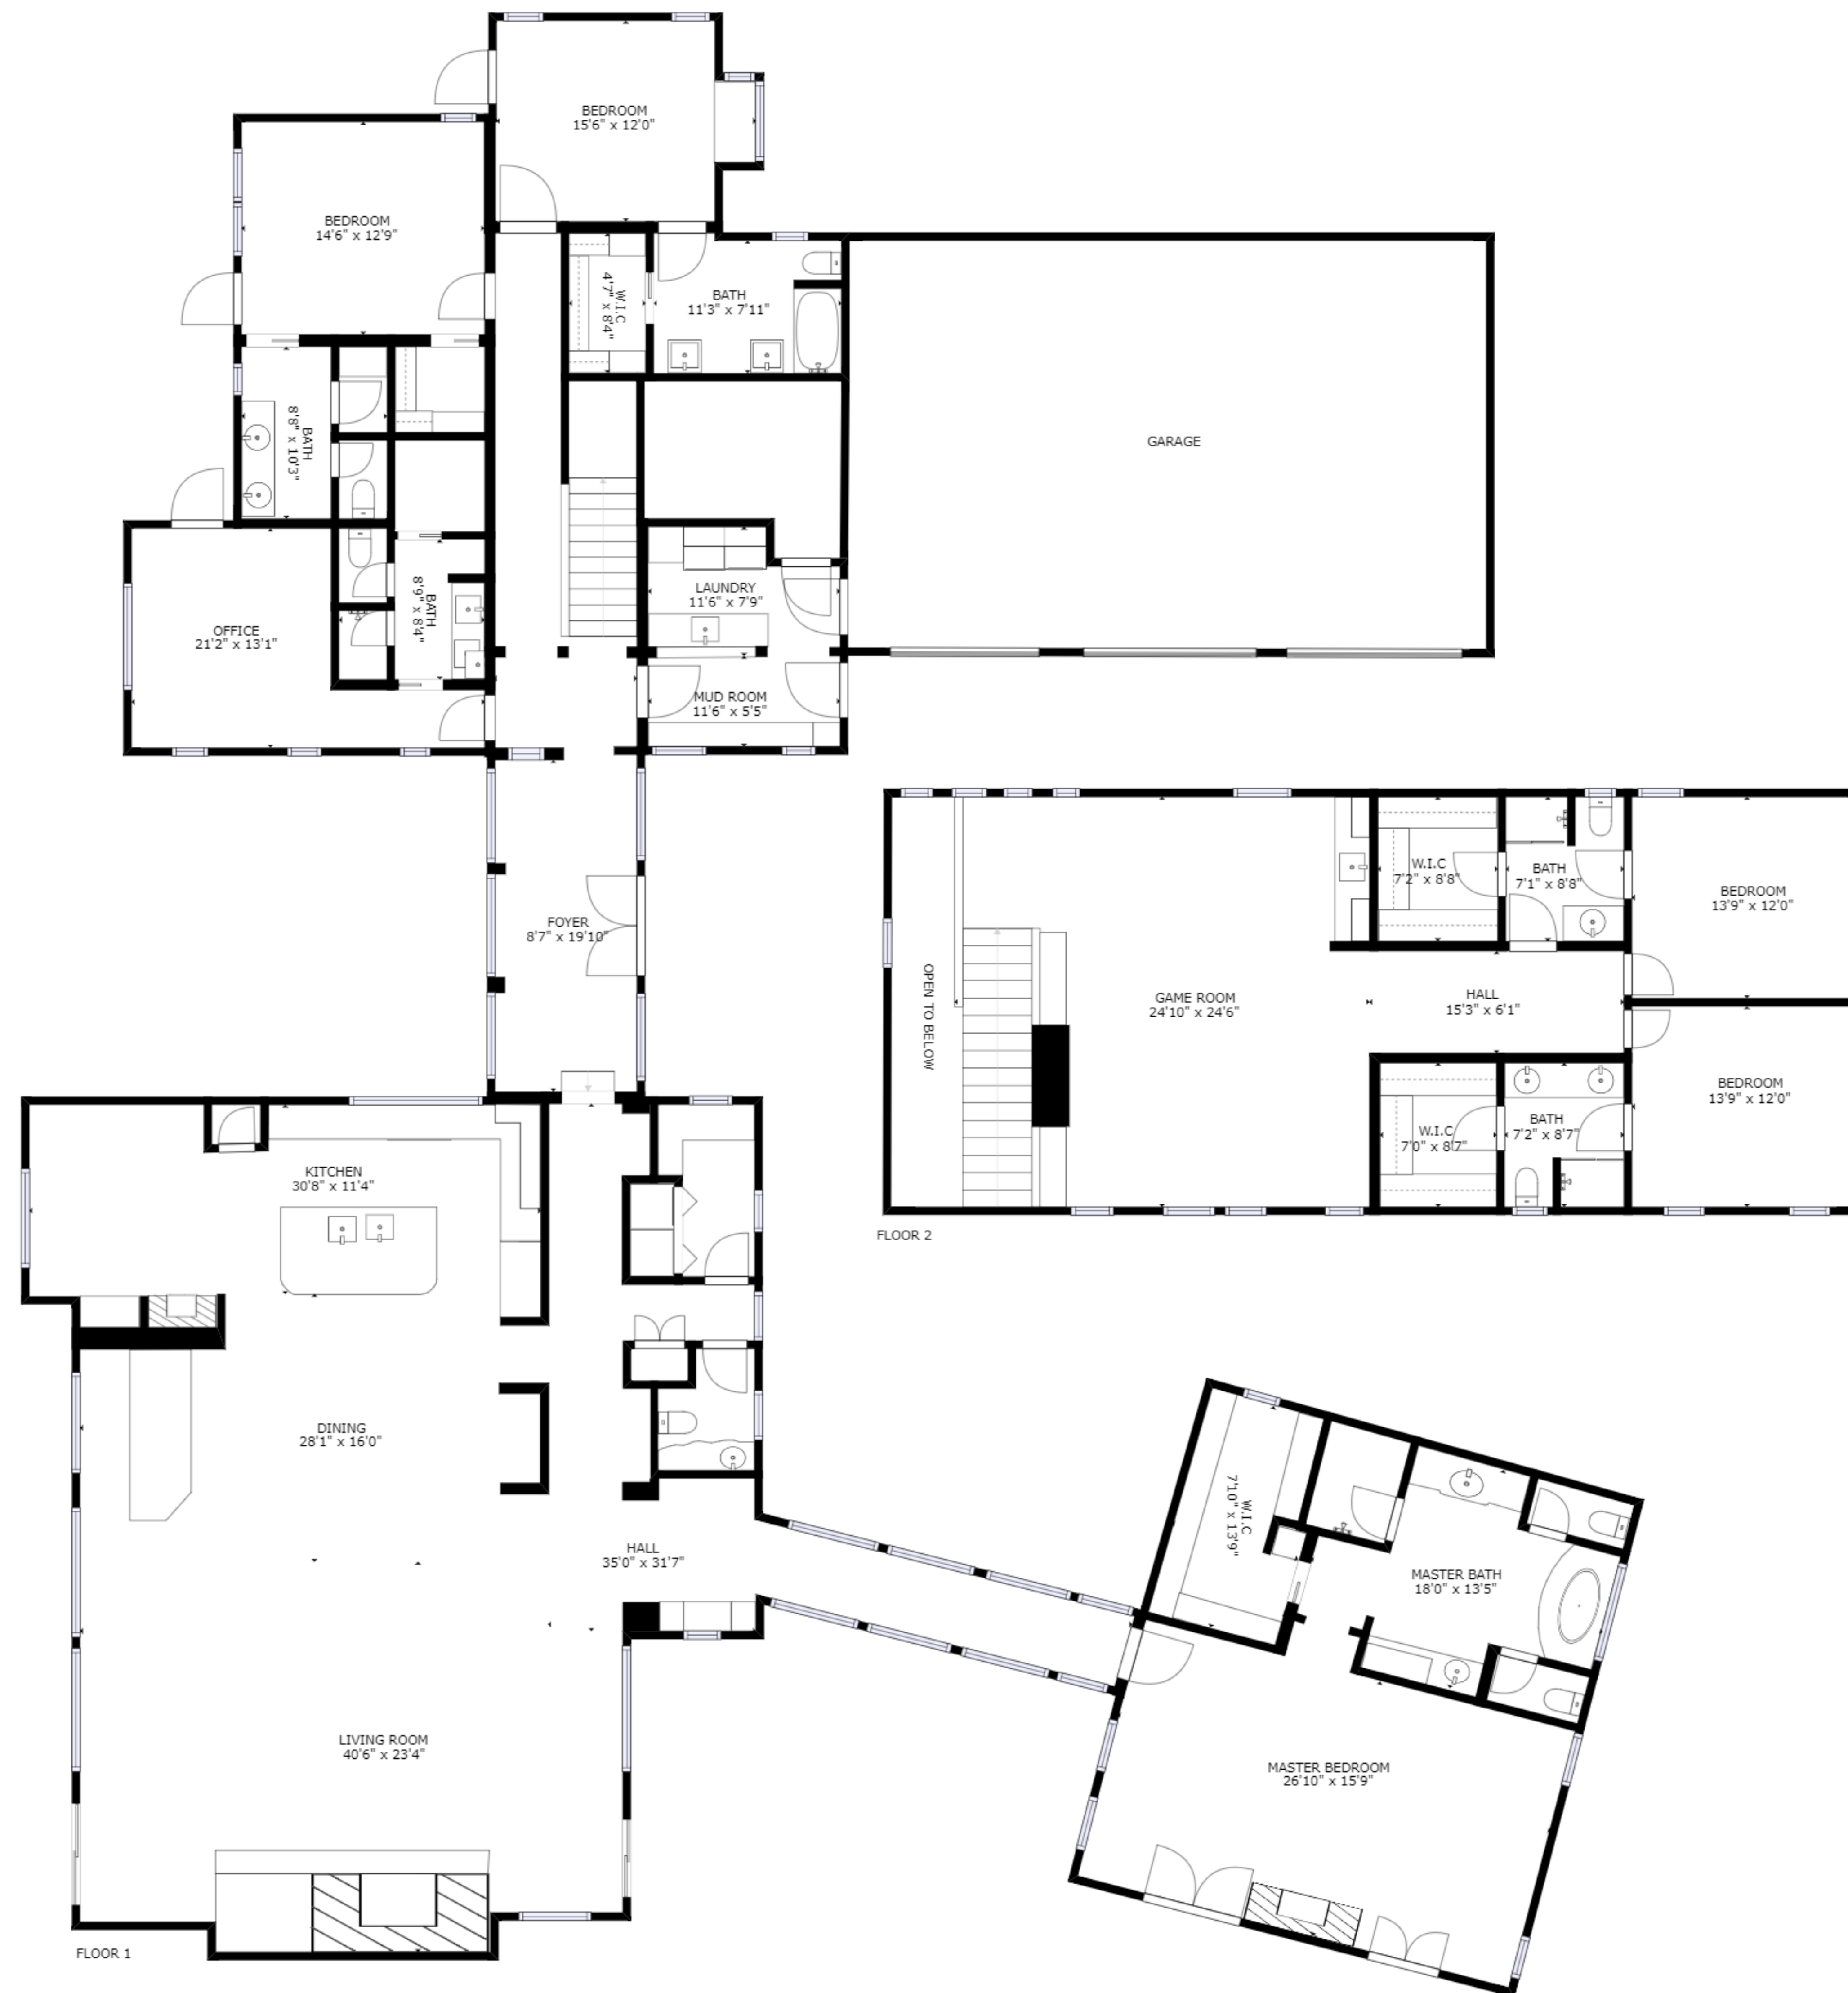 BEDROOM
15'6" x 12'0"
BEDROOM
14'6" x 12'9"
W.I.C
4'7" x 8'4"
BATH
11'3" x 7'11"
BATH
8'8" x 10'3"
GARAGE
OFFICE
21'2" x 13'1"
BATH
8'9" x 8'4"
LAUNDRY
11'6" x 7'9"
MUD ROOM
11'6" x 5'5"
FOYER
8'7" x 19'10"
OPEN TO BELOW
GAME ROOM
24'10" x 24'6"
W.I.C
7'2" x 8'8"
BATH
7'1" x 8'8"
BEDROOM
13'9" x 12'0"
HALL
15'3" x 6'1"
W.I.C
7'0" x 8'7"
BATH
7'2" x 8'7"
BEDROOM
13'9" x 12'0"
FLOOR 2
KITCHEN
30'8" x 11'4"
DINING
28'1" x 16'0"
HALL
35'0" x 31'7"
W.I.C
7'10" x 13'9"
MASTER BATH
18'0" x 13'5"
LIVING ROOM
40'6" x 23'4"
MASTER BEDROOM
26'10" x 15'9"
FLOOR 1